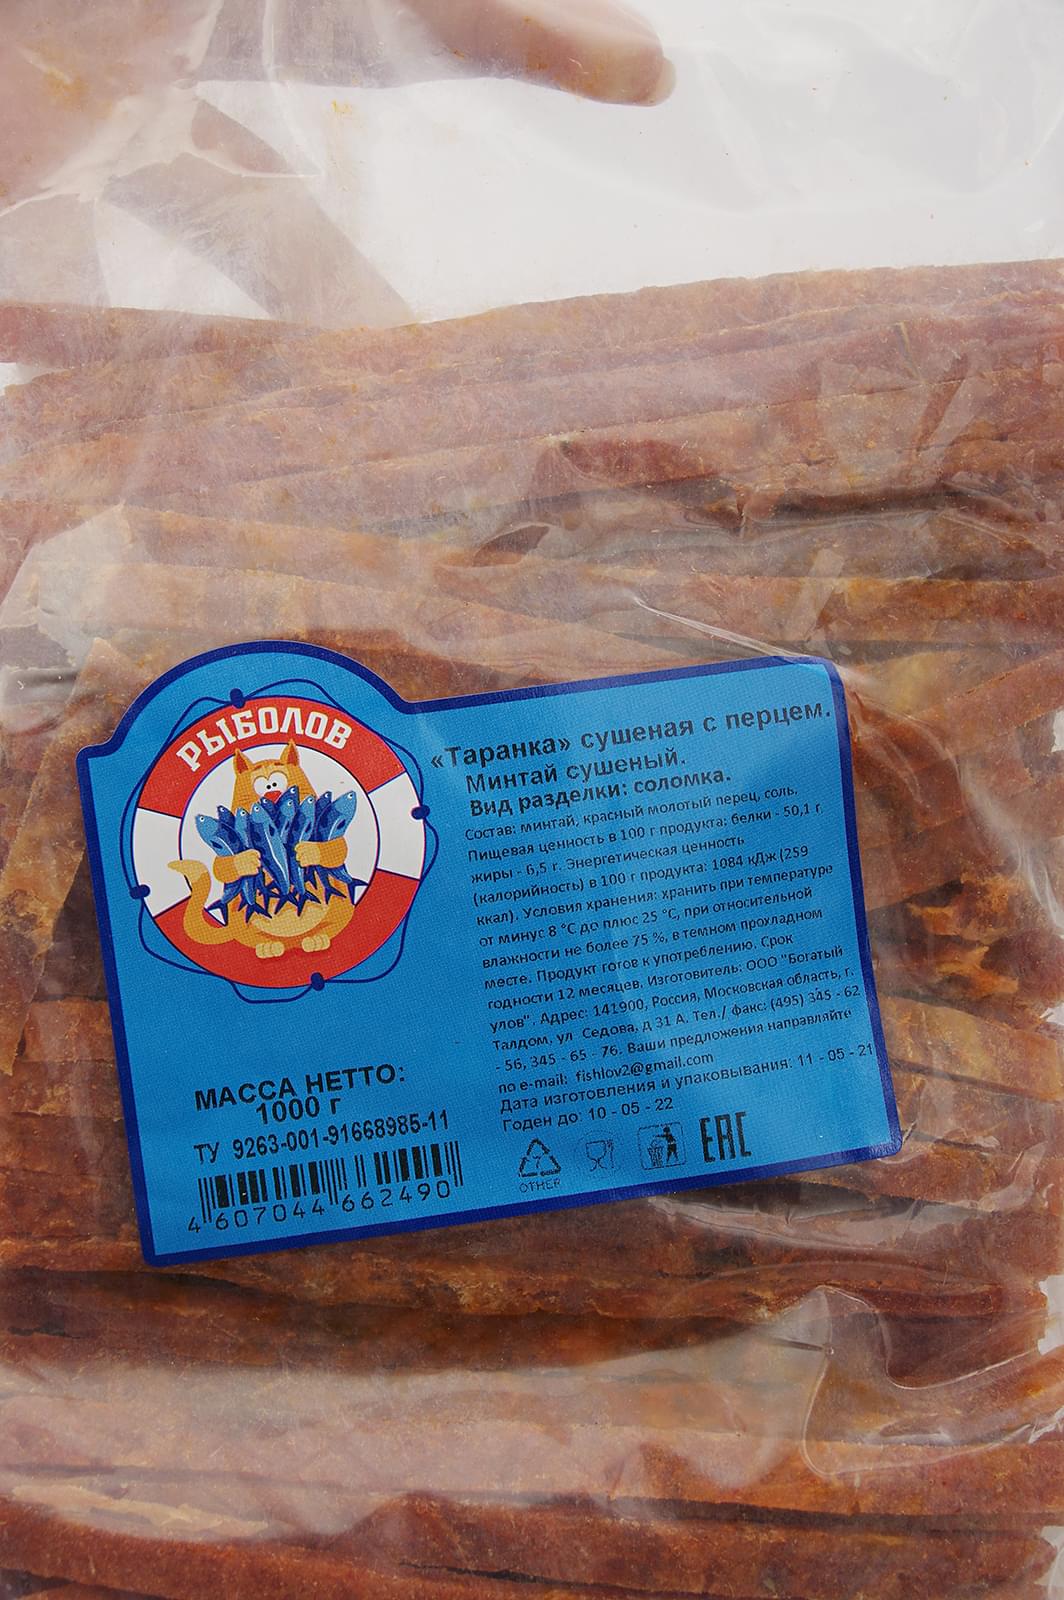 РЫБОЛОВ
«Таранка» сушеная с перцем.
Минтай сушеный.
Вид разделки: соломка.
Состав: минтай, красный молотый перец, соль,
Пищевая ценность в 100 г продукта: белки - 50,1 г,
жиры - 6,5 г. Энергетическая ценность
(калорийность) в 100 г продукта: 1084 кДж (259
ккал). Условия хранения: хранить при температуре
от минус 8 °С до плюс 25 °С, при относительной
влажности не более 75 %, в темном прохладном
месте. Продукт готов к употреблению. Срок
годности 12 месяцев. Изготовитель: ООО "Богатый
улов". Адрес: 141900, Россия, Московская область, г.
Талдом, ул Седова, д 31 А. Тел./ факс: (495) 345 - 62
- 56, 345 - 65 - 76. Ваши предложения направляйте
по e-mail: fishlov2@gmail.com
Дата изготовления и упаковывания: 11 - 05 - 21
Годен до: 10 - 05 - 22
МАССА НЕТТО:
1000 г
ТУ 9263-001-91668985-11
4 607044 662490
7
OTHER
EAC